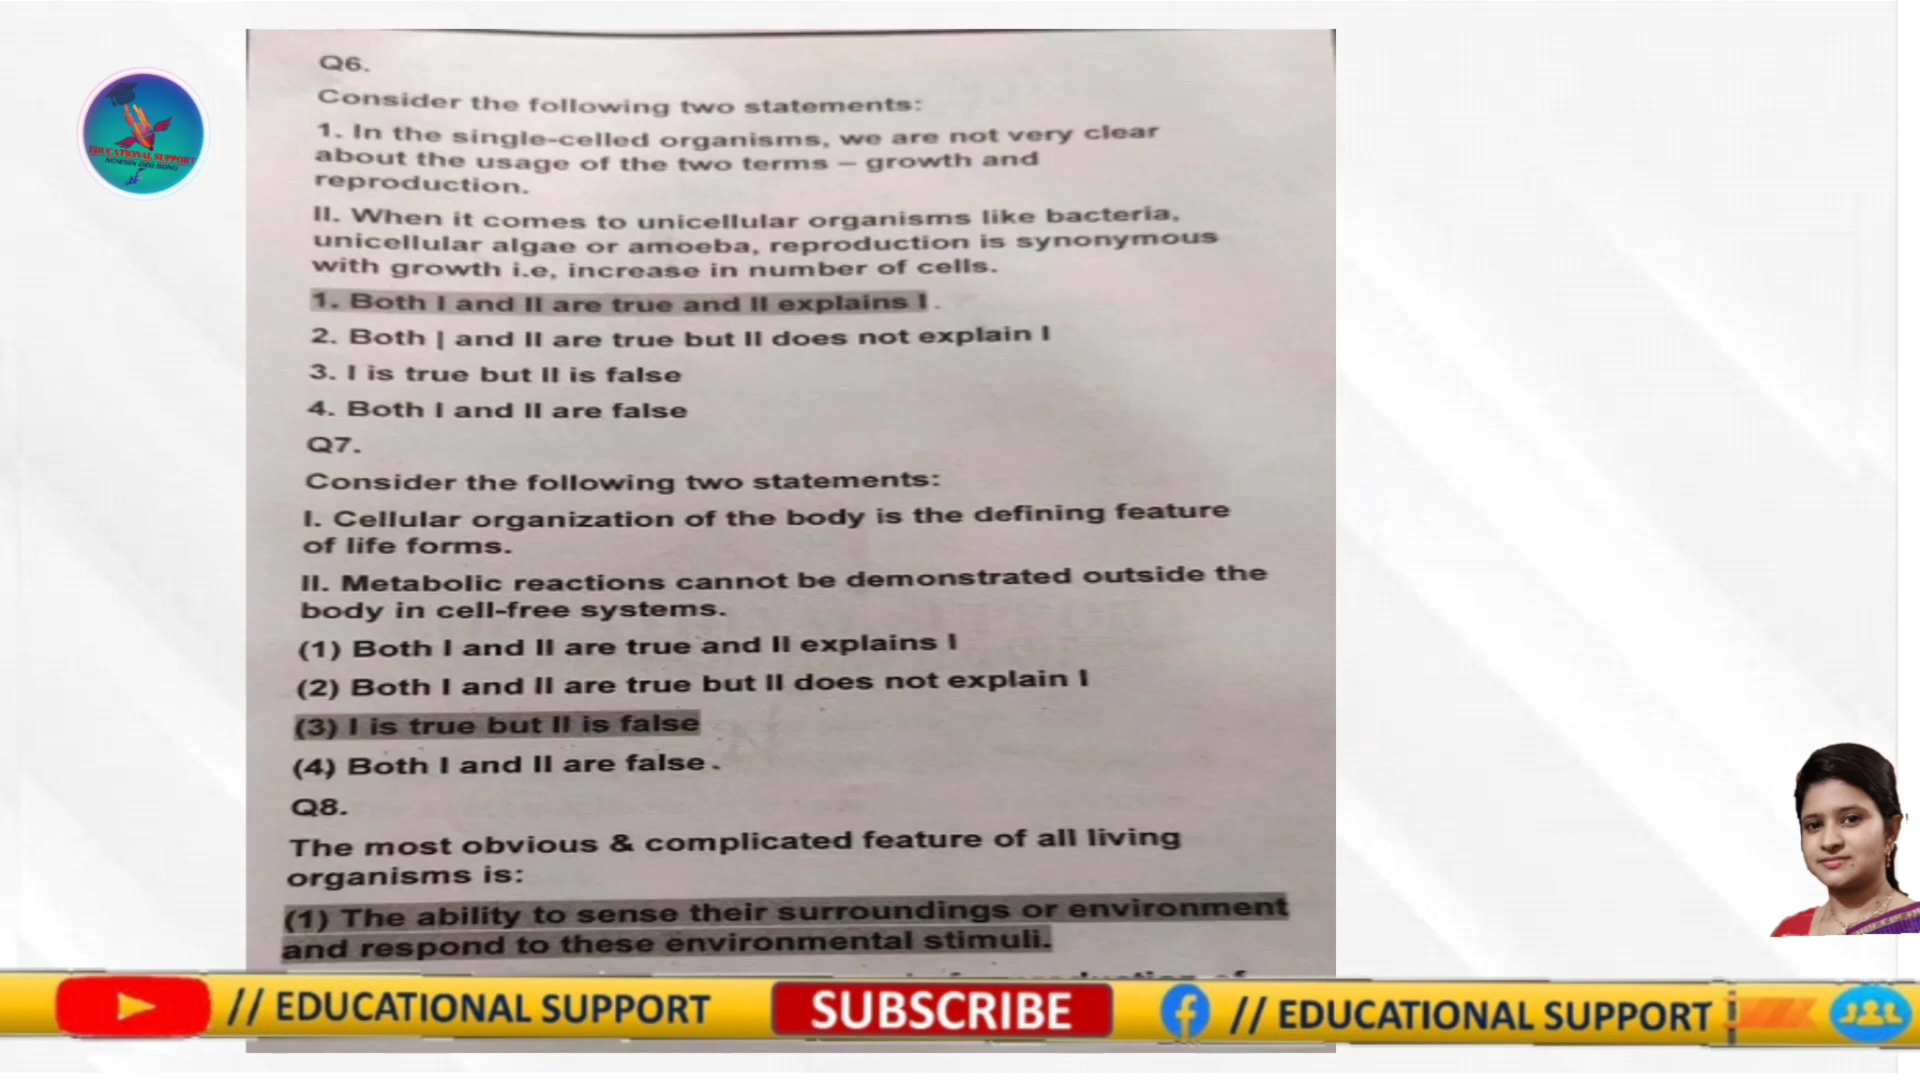 Q6.
Consider the following two statements:
1. In the single-celled organisms, we are not very clear
about the usage of the two terms – growth and
reproduction.
II. When it comes to unicellular organisms like bacteria,
unicellular algae or amoeba, reproduction is synonymous
with growth i.e, increase in number of cells.
1. Both I and II are true and II explains I .
2. Both | and II are true but II does not explain I
3. I is true but II is false
4. Both I and II are false
Q7.
Consider the following two statements:
I. Cellular organization of the body is the defining feature
of life forms.
II. Metabolic reactions cannot be demonstrated outside the
body in cell-free systems.
(1) Both I and II are true and II explains I
(2) Both I and II are true but II does not explain I
(3) I is true but II is false
(4) Both I and II are false.
Q8.
The most obvious & complicated feature of all living
organisms is:
(1) The ability to sense their surroundings or environment
and respond to these environmental stimuli.
EDUCATIONAL SUPPORT
// EDUCATIONAL SUPPORT
SUBSCRIBE
// EDUCATIONAL SUPPORT